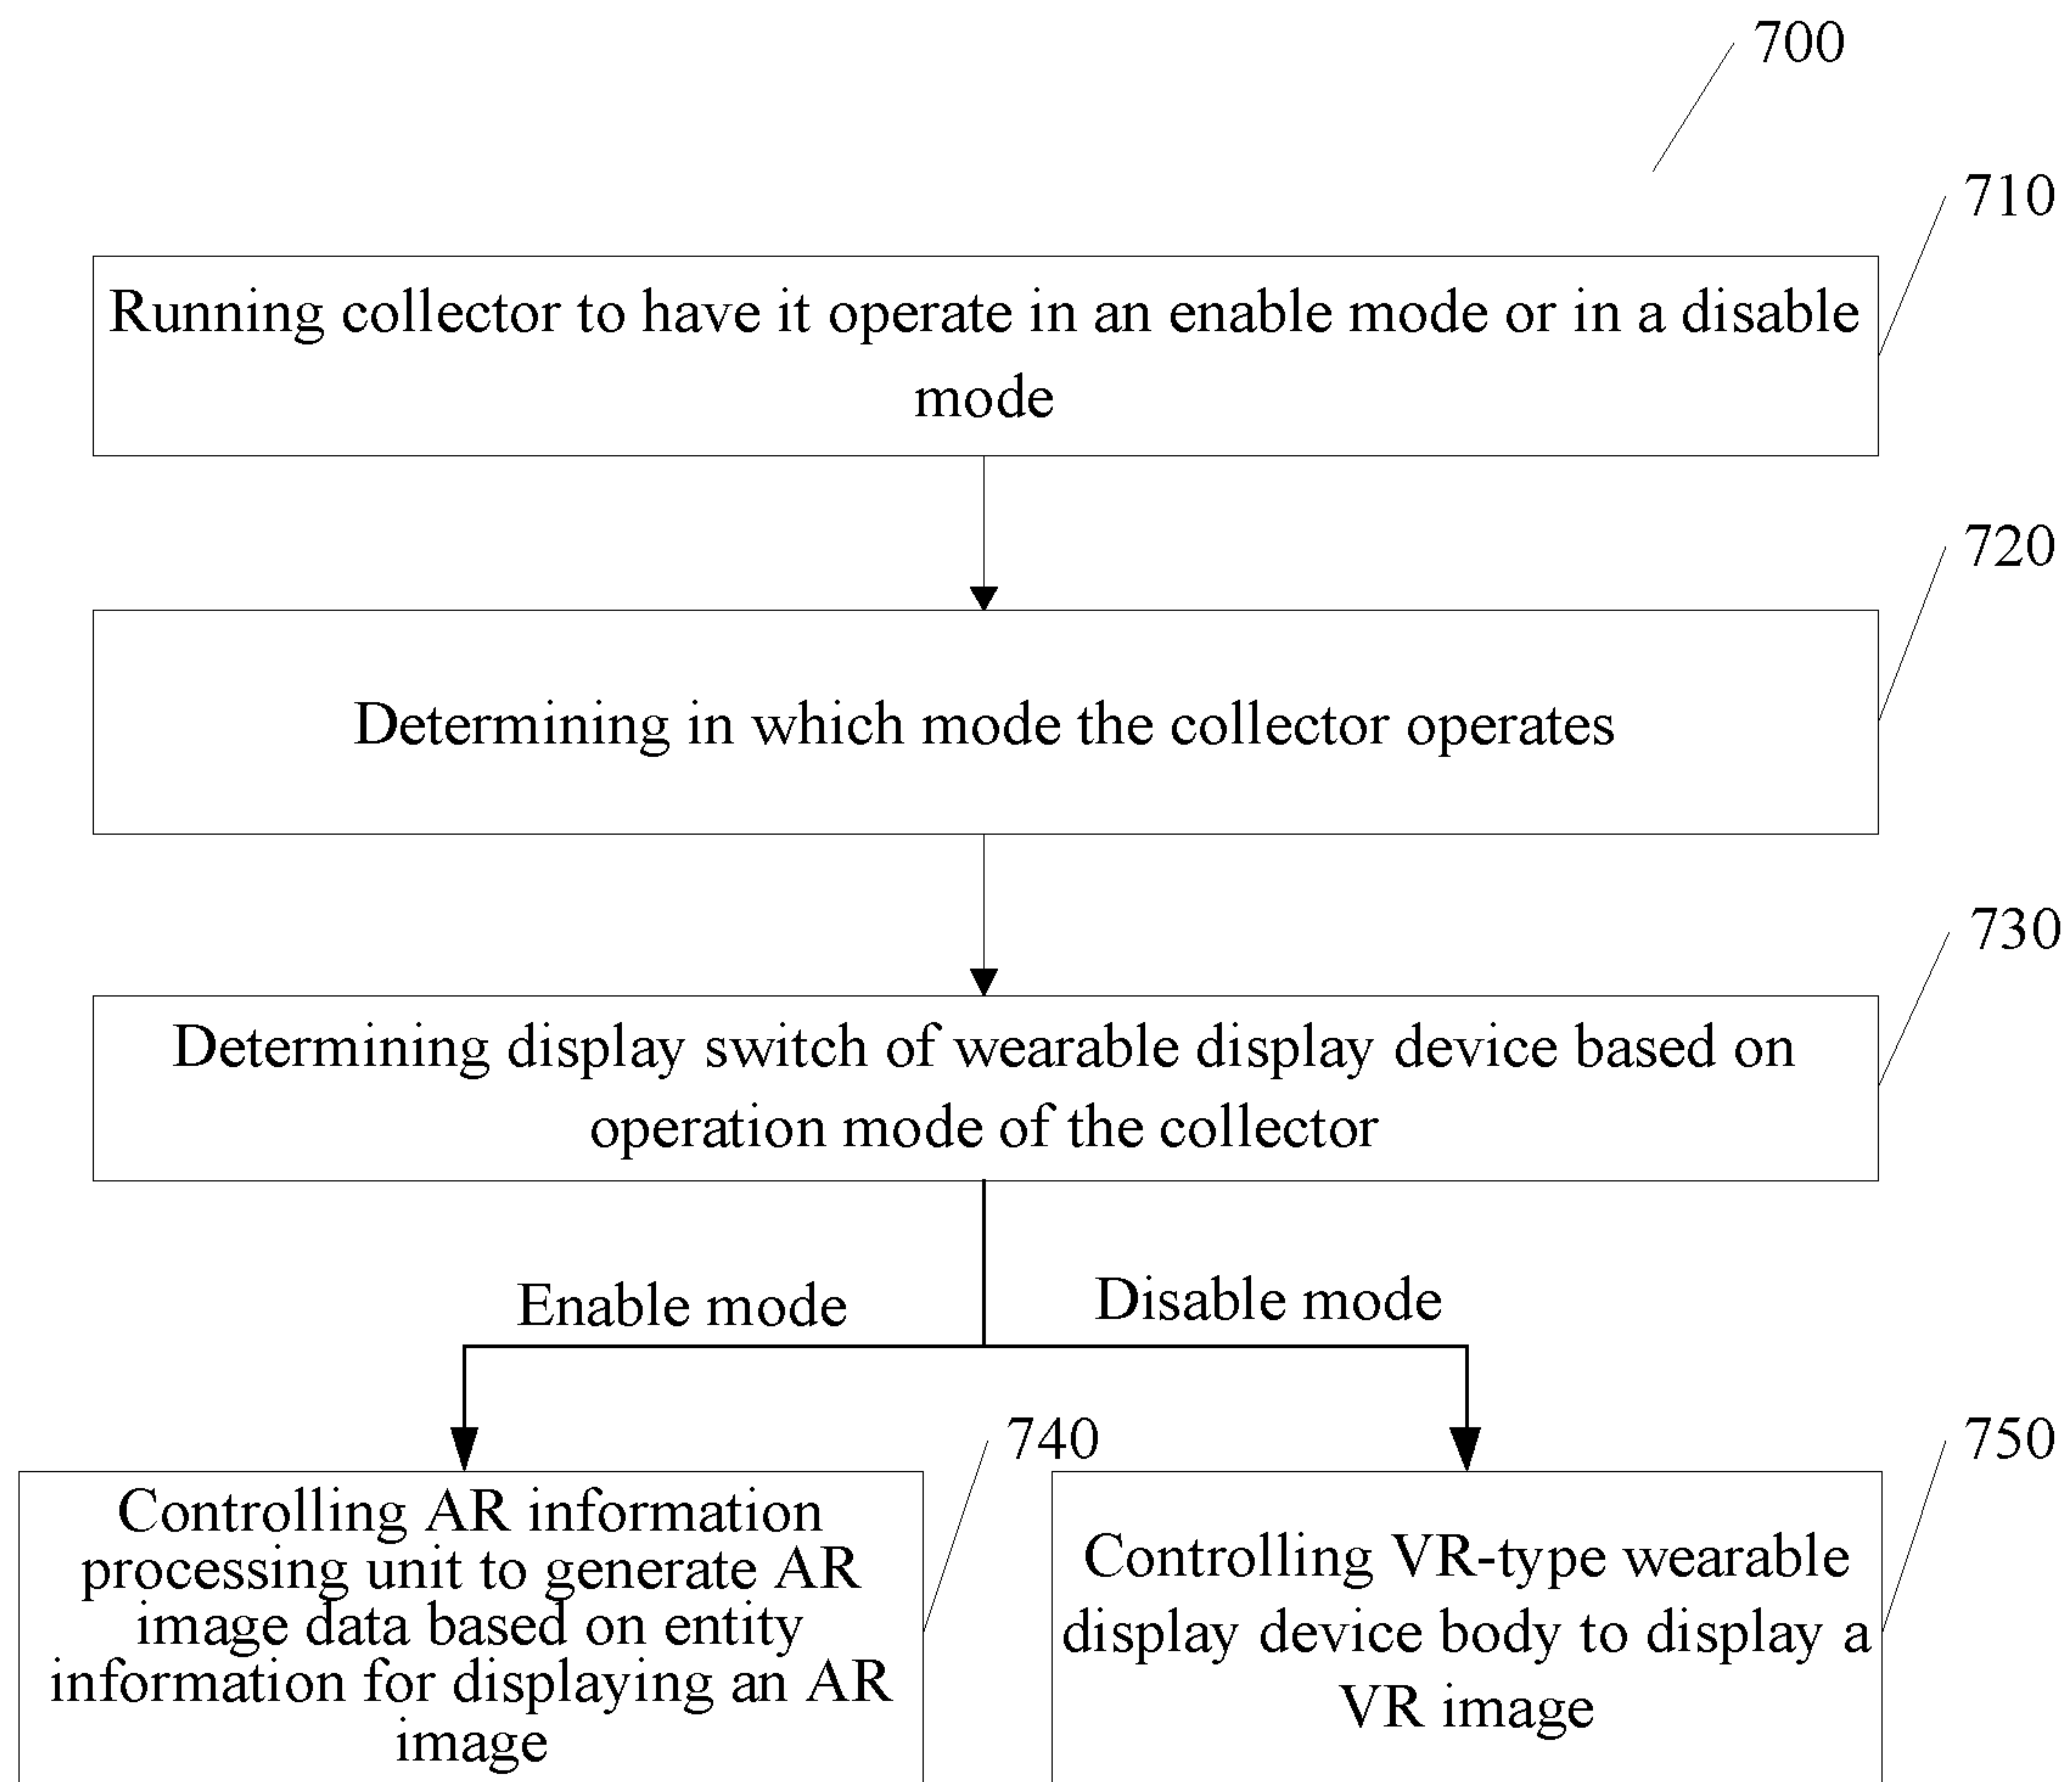 700
710
Running collector to have it operate in an enable mode or in a disable
mode
720
Determining in which mode the collector operates
730
Determining display switch of wearable display device based on
operation mode of the collector
Enable mode
Disable mode
740
Controlling AR information
processing unit to generate AR
image data based on entity
information for displaying an AR
image
750
Controlling VR-type wearable
display device body to display a
VR image